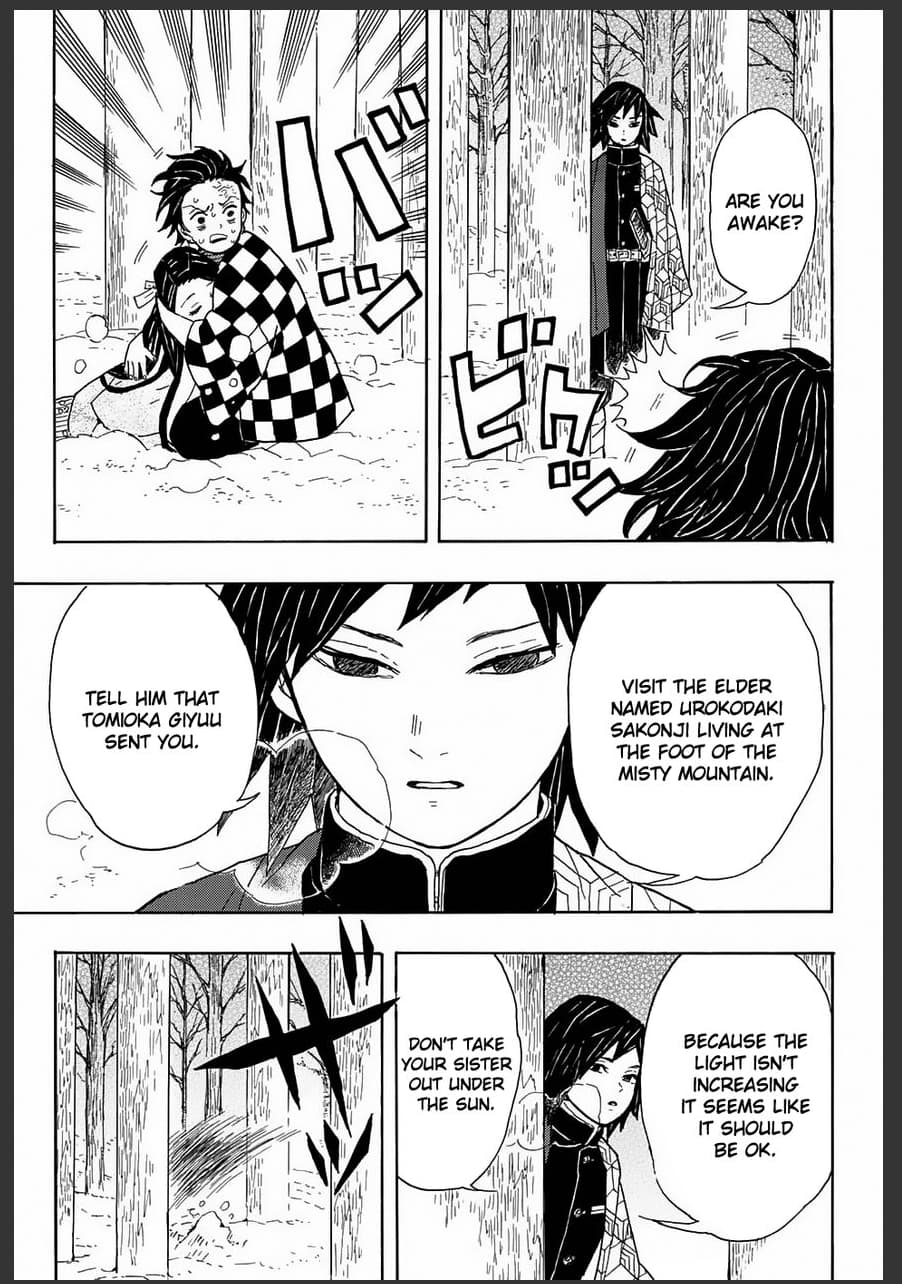 ARE YOU
AWAKE?
ビクッ
バッ
VISIT THE ELDER
NAMED UROKODAKI
SAKONJI LIVING AT
THE FOOT OF THE
MISTY MOUNTAIN.
TELL HIM THAT
TOMIOKA GIYUU
SENT YOU.
BECAUSE THE
LIGHT ISN'T
INCREASING
IT SEEMS LIKE
IT SHOULD
BE OK.
DON'T TAKE
YOUR SISTER
OUT UNDER
THE SUN.
ザッ